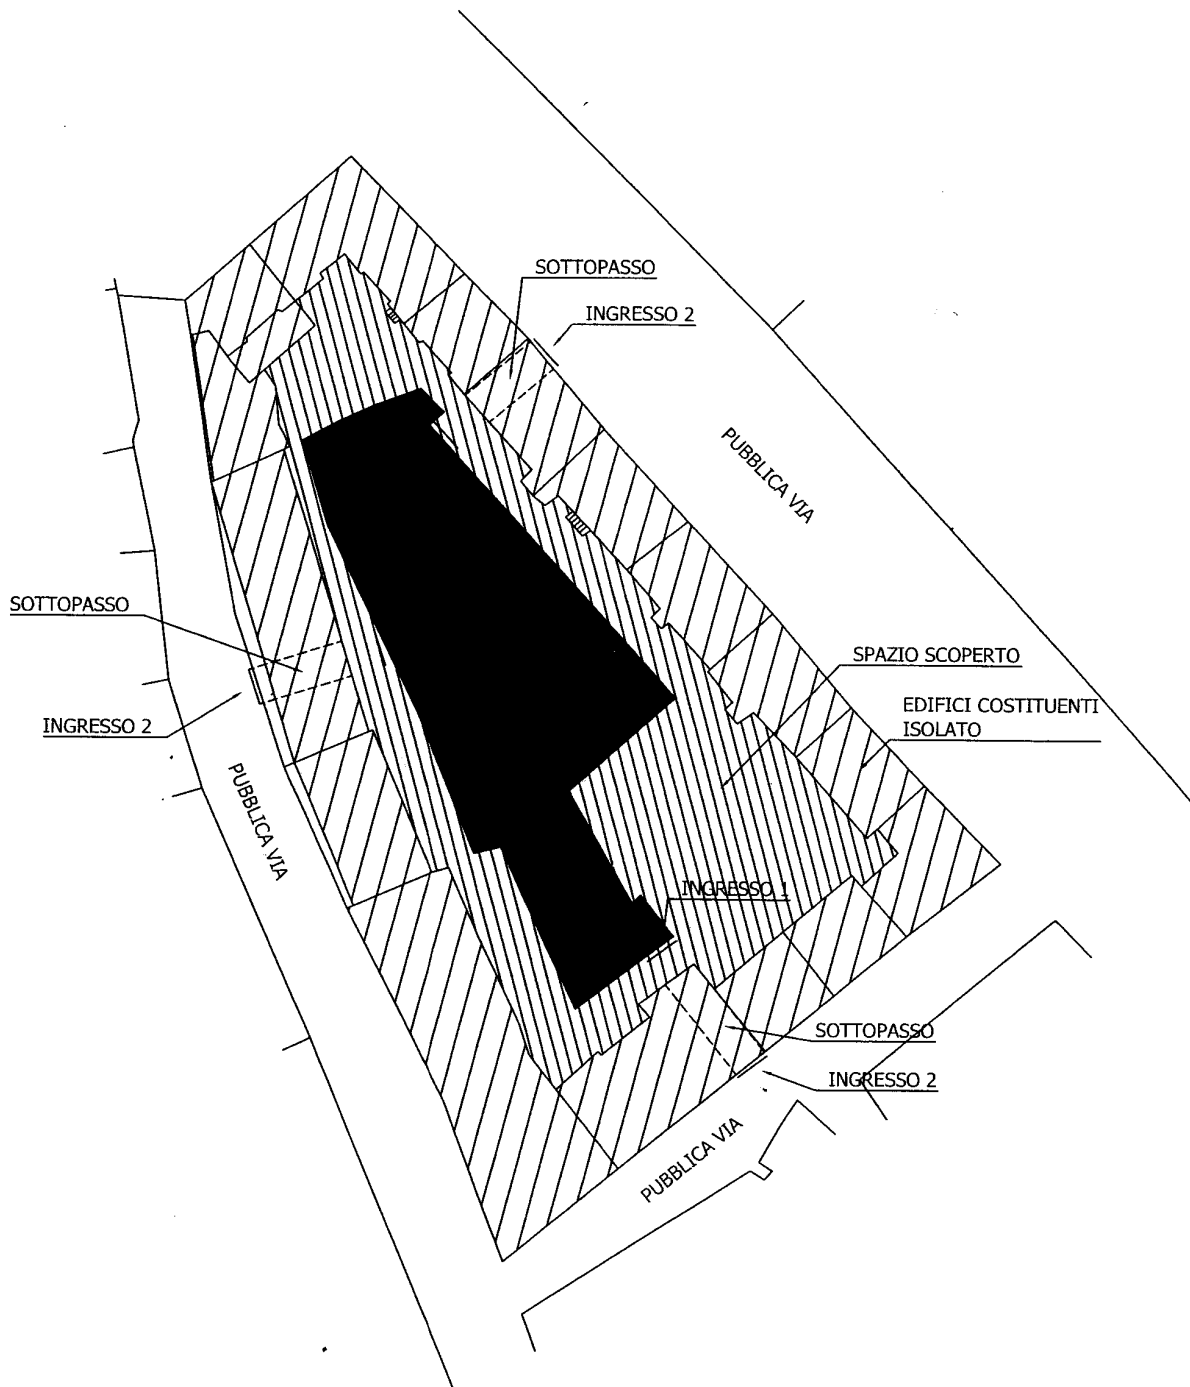 SOTTOPASSO
INGRESSO 2
PUBBLICA VIA
SOTTOPASSO
SPAZIO SCOPERTO
EDIFICI COSTITUENTI
ISOLATO
INGRESSO 2
PUBBLICA VIA
INGRESSO 1
SOTTOPASSO
INGRESSO 2
PUBBLICA VIA